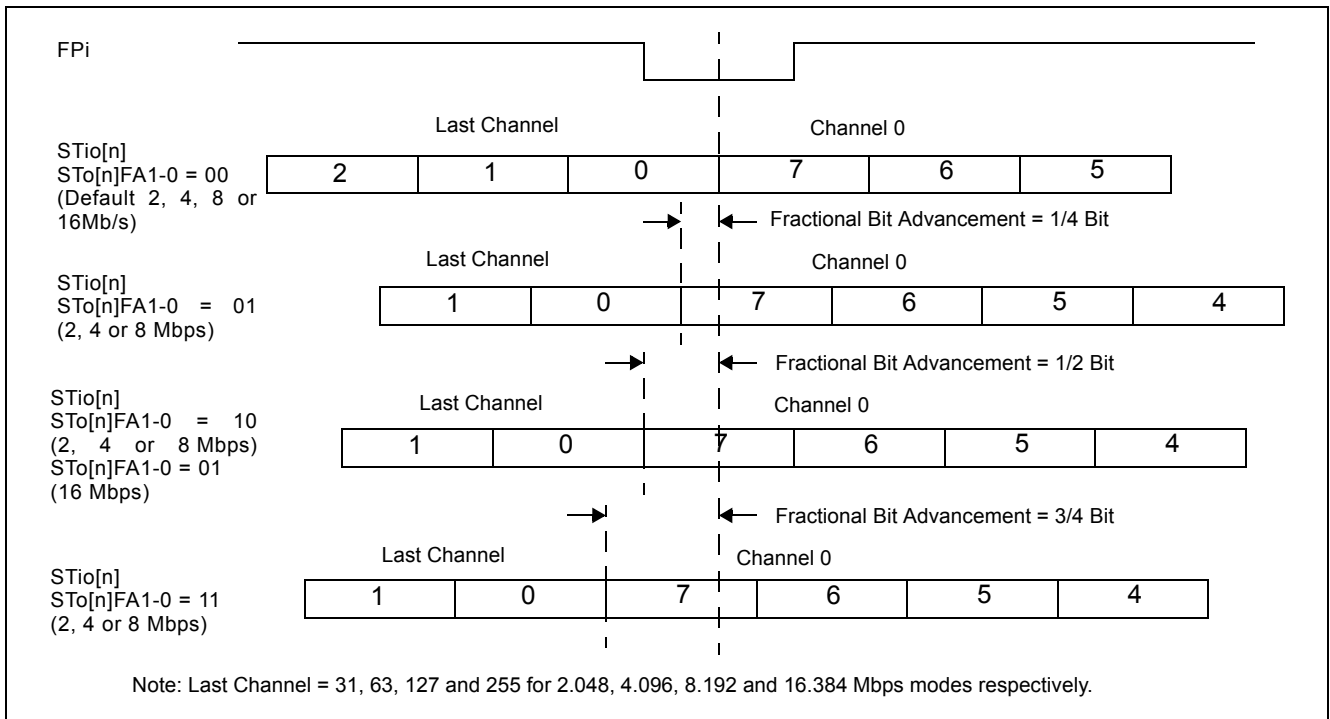 FPi
Last Channel
Channel 0
STio[n]
STo[n]FA1-0 = 00
(Default 2, 4, 8 or
16Mb/s)
2 1 0 7 6 5
Fractional Bit Advancement = 1/4 Bit
Last Channel
Channel 0
STio[n]
STo[n]FA1-0 = 01
(2, 4 or 8 Mbps)
1 0 7 6 5 4
Fractional Bit Advancement = 1/2 Bit
Last Channel
Channel 0
STio[n]
STo[n]FA1-0 = 10
(2, 4 or 8 Mbps)
STo[n]FA1-0 = 01
(16 Mbps)
1 0 7 6 5 4
Fractional Bit Advancement = 3/4 Bit
Last Channel
Channel 0
STio[n]
STo[n]FA1-0 = 11
(2, 4 or 8 Mbps)
1 0 7 6 5 4
Note: Last Channel = 31, 63, 127 and 255 for 2.048, 4.096, 8.192 and 16.384 Mbps modes respectively.